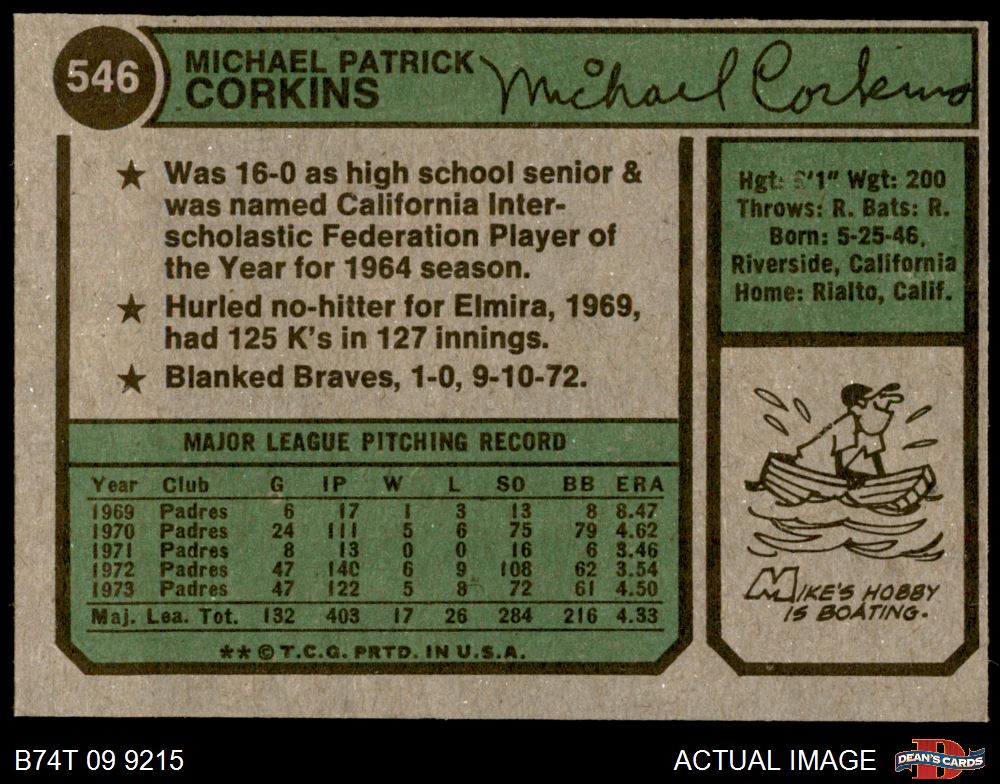 546
MICHAEL PATRICK
CORKINS
Michael Corkins
★ Was 16-0 as high school senior &
was named California Inter-
scholastic Federation Player of
the Year for 1964 season.
★ Hurled no-hitter for Elmira, 1969,
had 125 K's in 127 innings.
★ Blanked Braves, 1-0, 9-10-72.
MAJOR LEAGUE PITCHING RECORD
Year Club G IP W L SO BB ERA
1969 Padres 6 17 1 3 13 8 8.47
1970 Padres 24 111 5 6 75 79 4.62
1971 Padres 8 13 0 0 16 6 3.46
1972 Padres 47 140 6 9 108 62 3.54
1973 Padres 47 122 5 8 72 61 4.50
Maj. Lea. Tot. 132 403 17 26 284 216 4.33
** © T.C.G. PRTD. IN U.S.A.
Hgt: '1" Wgt: 200
Throws: R. Bats: R.
Born: 5-25-46,
Riverside, California
Home: Rialto, Calif.
MIKE'S HOBBY
IS BOATING.
B74T 09 9215
ACTUAL IMAGE
DEAN'S CARDS